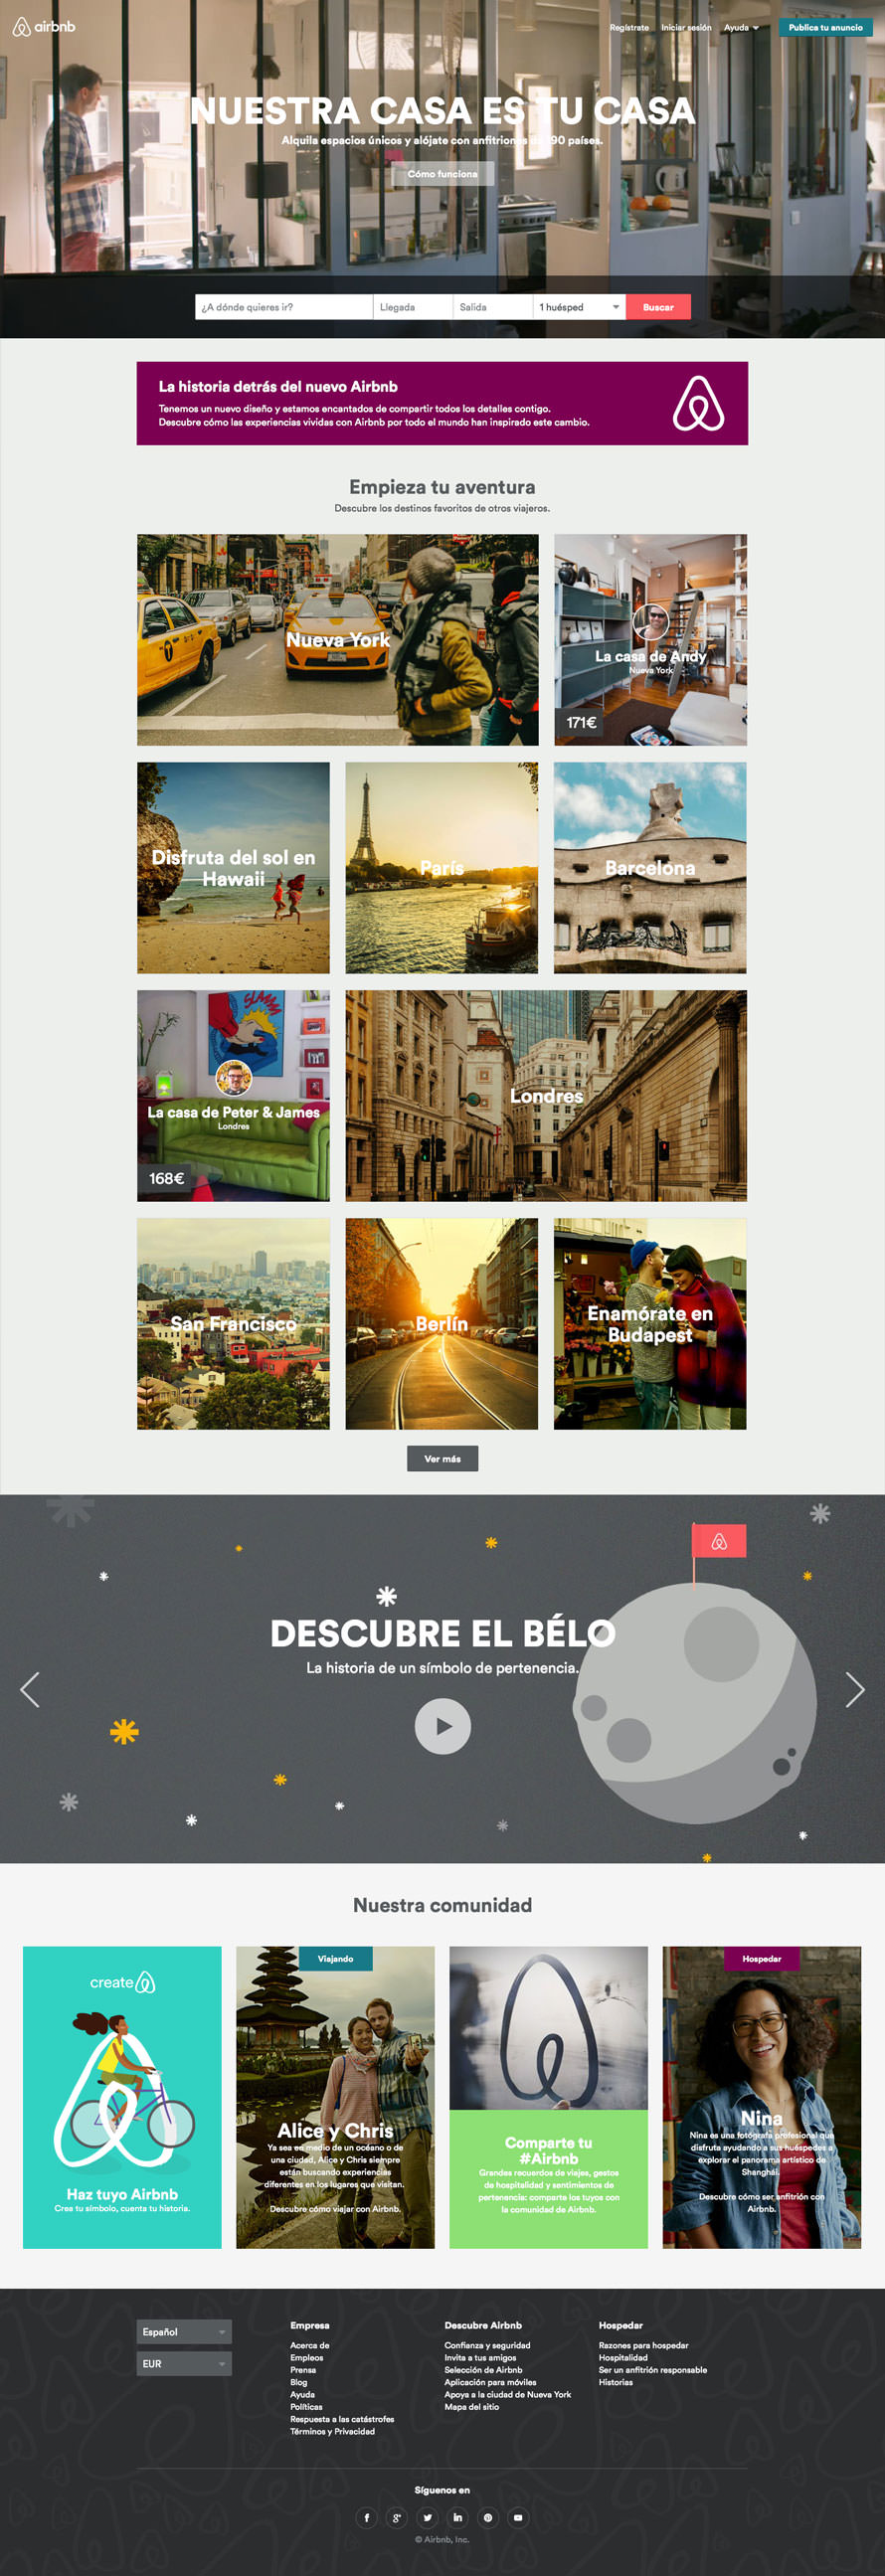 airbnb
Regístrate Iniciar sesión Ayuda Publica tu anuncio
NUESTRA CASA ES TU CASA
Alquila espacios únicos y alójate con anfitriones de 190 países.
Cómo funciona
¿A dónde quieres ir? Llegada Salida 1 huésped Buscar
La historia detrás del nuevo Airbnb
Tenemos un nuevo diseño y estamos encantados de compartir todos los detalles contigo.
Descubre cómo las experiencias vividas con Airbnb por todo el mundo han inspirado este cambio.
Empieza tu aventura
Descubre los destinos favoritos de otros viajeros.
Nueva York
La casa de Andy
Nueva York
171€
Disfruta del sol en
Hawaii
París
Barcelona
SLAMM
La casa de Peter & James
Londres
168€
Londres
San Francisco
Berlín
Enamórate en
Budapest
Ver más
DESCUBRE EL BÉLO
La historia de un símbolo de pertenencia.
Nuestra comunidad
create
Haz tuyo Airbnb
Crea tu símbolo, cuenta tu historia.
Viajando
Alice y Chris
Ya sea en medio de un océano o de
una ciudad, Alice y Chris siempre
están buscando experiencias
diferentes en los lugares que visitan.
Descubre cómo viajar con Airbnb.
Comparte tu
#Airbnb
Grandes recuerdos de viajes, gestos
de hospitalidad y sentimientos de
pertenencia: comparte los tuyos con
la comunidad de Airbnb.
Hospedar
Nina
Nina es una fotógrafa profesional que
disfruta ayudando a sus huéspedes a
explorar el panorama artístico de
Shanghái.
Descubre cómo ser anfitrión con
Airbnb.
Español
EUR
Empresa
Acerca de
Empleos
Prensa
Blog
Ayuda
Políticas
Respuesta a las catástrofes
Términos y Privacidad
Descubre Airbnb
Confianza y seguridad
Invita a tus amigos
Selección de Airbnb
Aplicación para móviles
Apoya a la ciudad de Nueva York
Mapa del sitio
Hospedar
Razones para hospedar
Hospitalidad
Ser un anfitrión responsable
Historias
Síguenos en
© Airbnb, Inc.